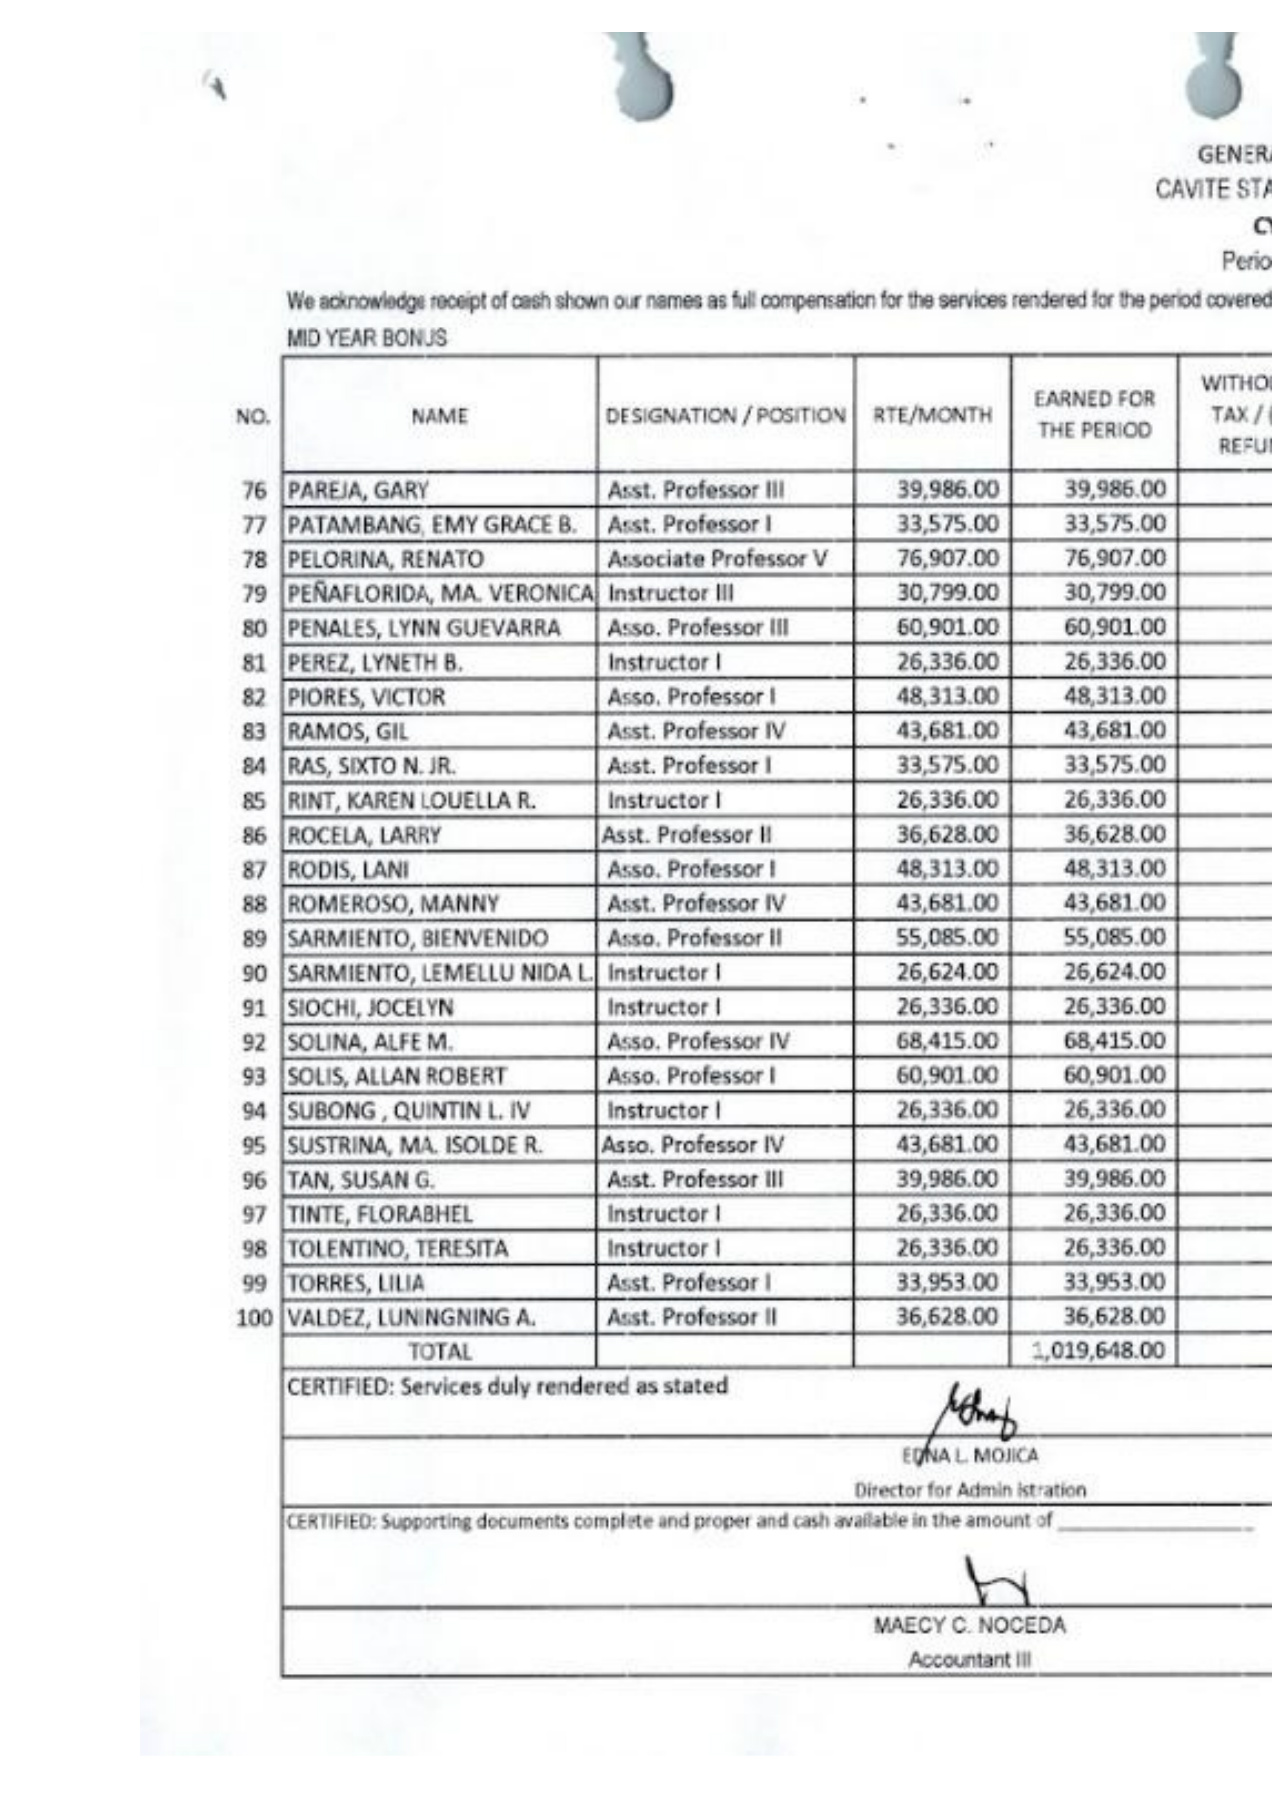 GENERA
CAVITE STA
CY
Perio
We acknowledge receipt of cash shown our names as full compensation for the services rendered for the period covered
MID YEAR BONUS
NO. NAME DESIGNATION / POSITION RTE/MONTH EARNED FOR THE PERIOD WITHO TAX / ( REFU
76 PAREJA, GARY Asst. Professor III 39,986.00 39,986.00
77 PATAMBANG, EMY GRACE B. Asst. Professor I 33,575.00 33,575.00
78 PELORINA, RENATO Associate Professor V 76,907.00 76,907.00
79 PEÑAFLORIDA, MA. VERONICA Instructor III 30,799.00 30,799.00
80 PENALES, LYNN GUEVARRA Asso. Professor III 60,901.00 60,901.00
81 PEREZ, LYNETH B. Instructor I 26,336.00 26,336.00
82 PIORES, VICTOR Asso. Professor I 48,313.00 48,313.00
83 RAMOS, GIL Asst. Professor IV 43,681.00 43,681.00
84 RAS, SIXTO N. JR. Asst. Professor I 33,575.00 33,575.00
85 RINT, KAREN LOUELLA R. Instructor I 26,336.00 26,336.00
86 ROCELA, LARRY Asst. Professor II 36,628.00 36,628.00
87 RODIS, LANI Asso. Professor I 48,313.00 48,313.00
88 ROMEROSO, MANNY Asst. Professor IV 43,681.00 43,681.00
89 SARMIENTO, BIENVENIDO Asso. Professor II 55,085.00 55,085.00
90 SARMIENTO, LEMELLU NIDA L. Instructor I 26,624.00 26,624.00
91 SIOCHI, JOCELYN Instructor I 26,336.00 26,336.00
92 SOLINA, ALFE M. Asso. Professor IV 68,415.00 68,415.00
93 SOLIS, ALLAN ROBERT Asso. Professor I 60,901.00 60,901.00
94 SUBONG , QUINTIN L. IV Instructor I 26,336.00 26,336.00
95 SUSTRINA, MA. ISOLDE R. Asso. Professor IV 43,681.00 43,681.00
96 TAN, SUSAN G. Asst. Professor III 39,986.00 39,986.00
97 TINTE, FLORABHEL Instructor I 26,336.00 26,336.00
98 TOLENTINO, TERESITA Instructor I 26,336.00 26,336.00
99 TORRES, LILIA Asst. Professor I 33,953.00 33,953.00
100 VALDEZ, LUNINGNING A. Asst. Professor II 36,628.00 36,628.00
TOTAL 1,019,648.00
CERTIFIED: Services duly rendered as stated
EDNA L. MOJICA
Director for Administration
CERTIFIED: Supporting documents complete and proper and cash available in the amount of
MAECY C. NOCEDA
Accountant III